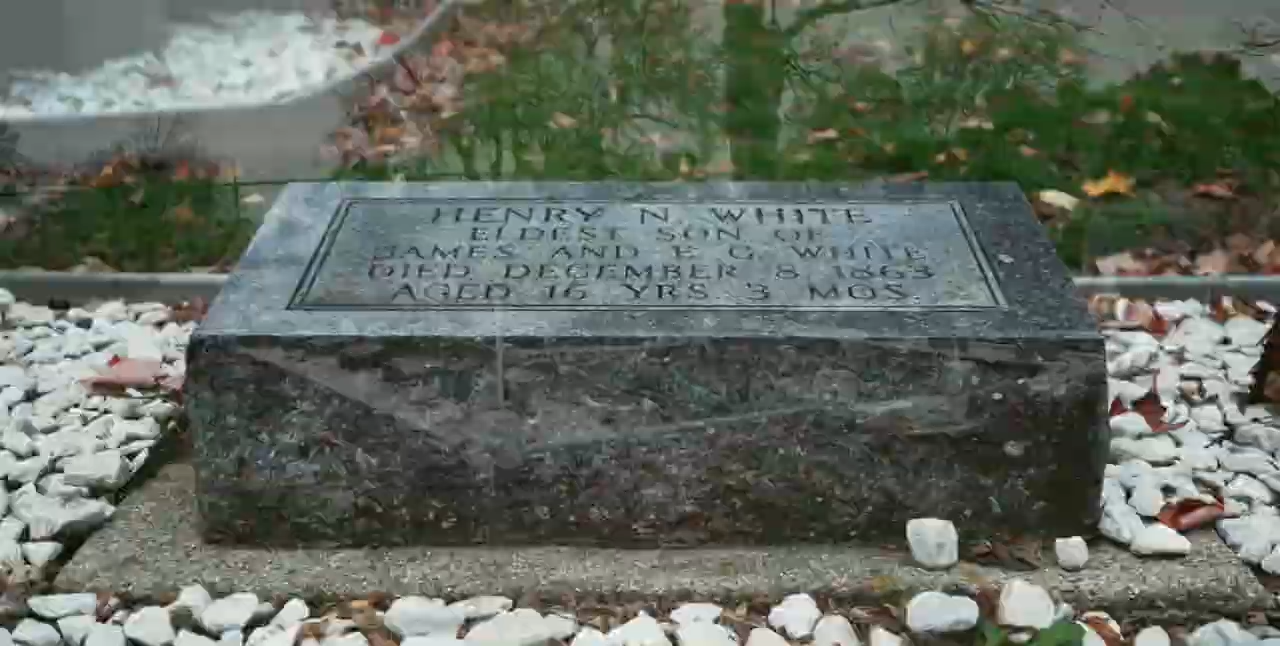 HENRY N. WHITE
ELDEST SON OF
JAMES AND E. G. WHITE
DIED DECEMBER 8, 1863
AGED 16 YRS. 3 MOS.